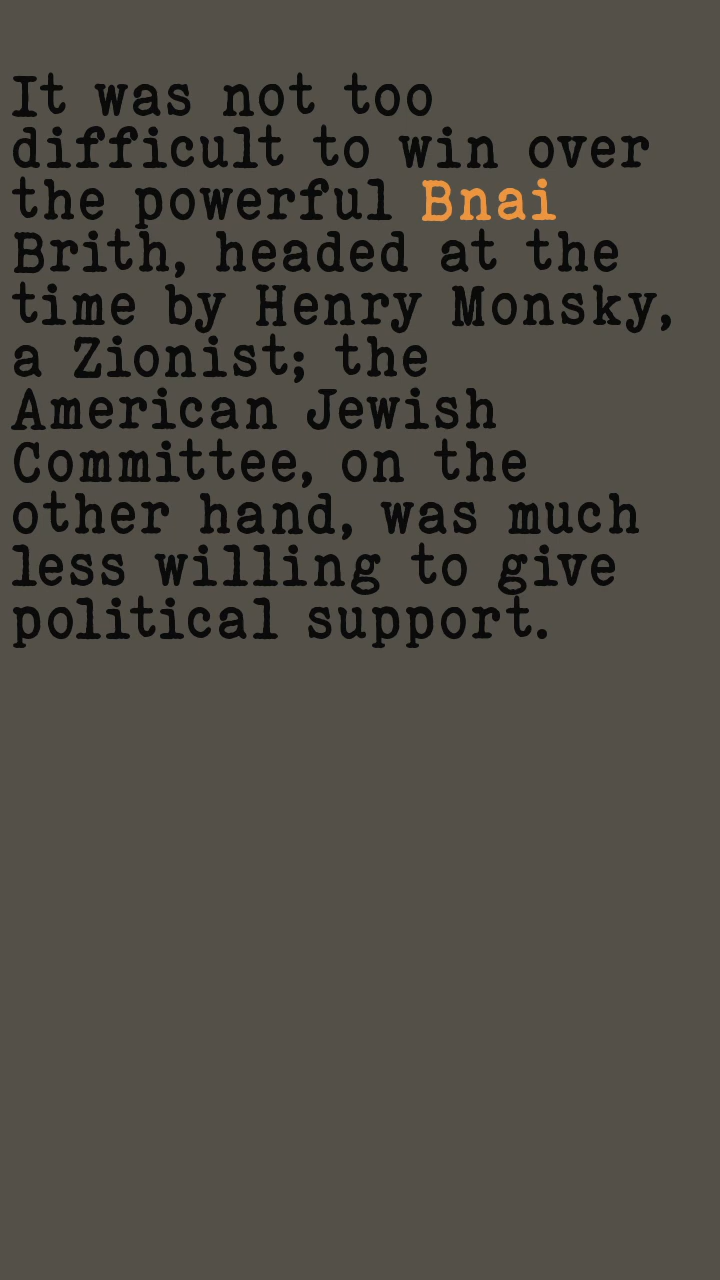 It was not too
difficult to win over
the powerful Bnai
Brith, headed at the
time by Henry Monsky,
a Zionist; the
American Jewish
Committee, on the
other hand, was much
less willing to give
political support.